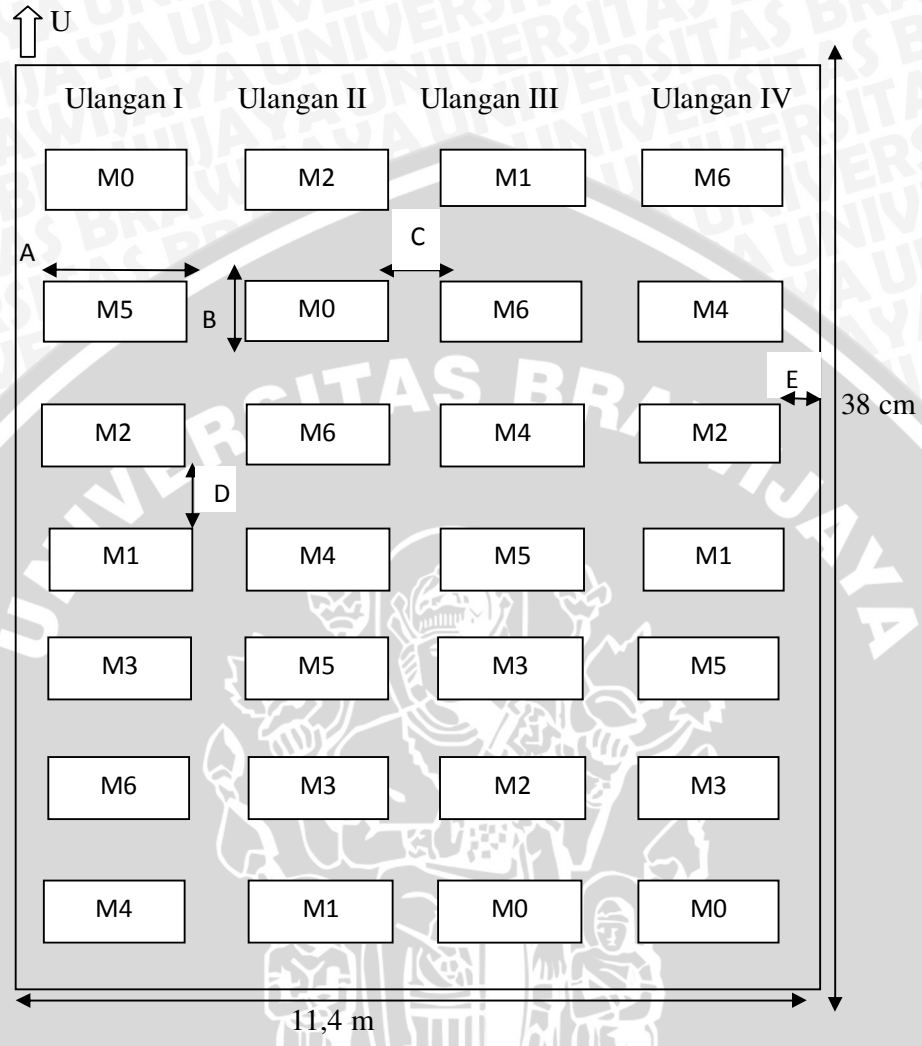 U
Ulangan I Ulangan II Ulangan III Ulangan IV
M0 M2 M1 M6
A C
M5 B M0 M6 M4
E
38 cm
M2 M6 M4 M2
D
M1 M4 M5 M1
M3 M5 M3 M5
M6 M3 M2 M3
M4 M1 M0 M0
11,4 m
UNIVERSITAS BRAWIJAYA